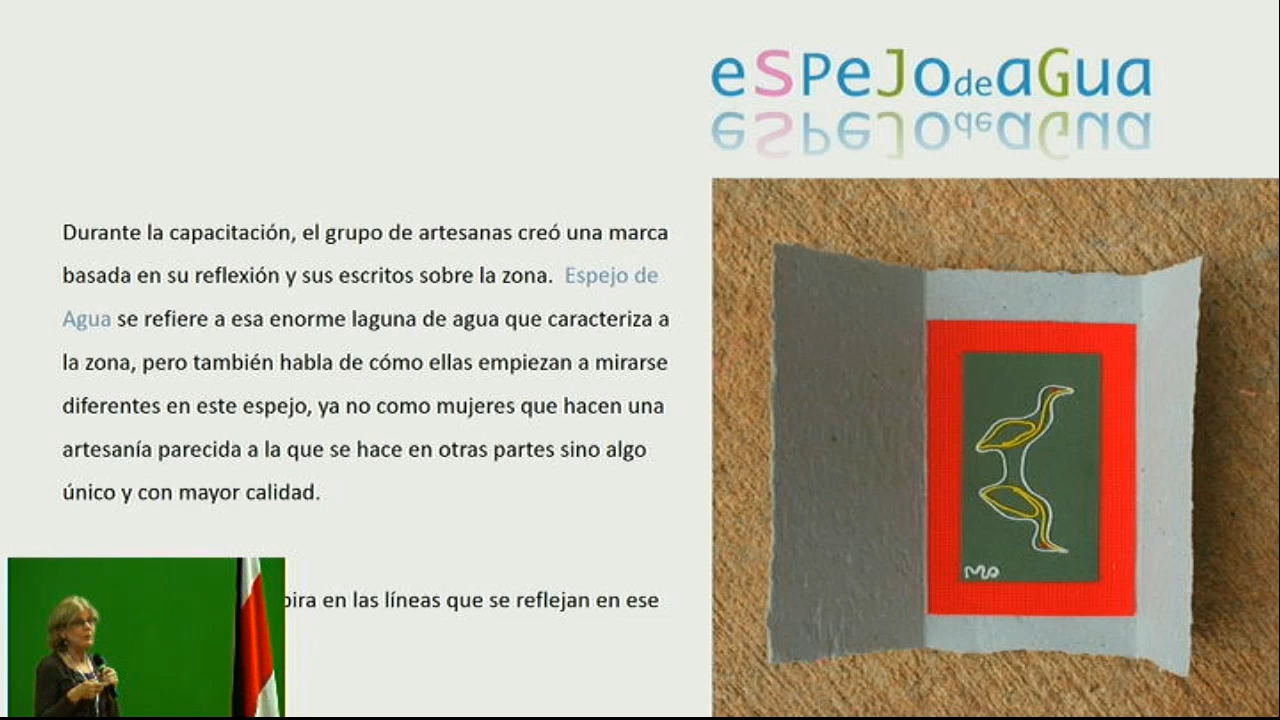 eSPeJo de aGua
Durante la capacitación, el grupo de artesanas creó una marca
basada en su reflexión y sus escritos sobre la zona. Espejo de
Agua se refiere a esa enorme laguna de agua que caracteriza a
la zona, pero también habla de cómo ellas empiezan a mirarse
diferentes en este espejo, ya no como mujeres que hacen una
artesanía parecida a la que se hace en otras partes sino algo
único y con mayor calidad.
en las líneas que se reflejan en ese